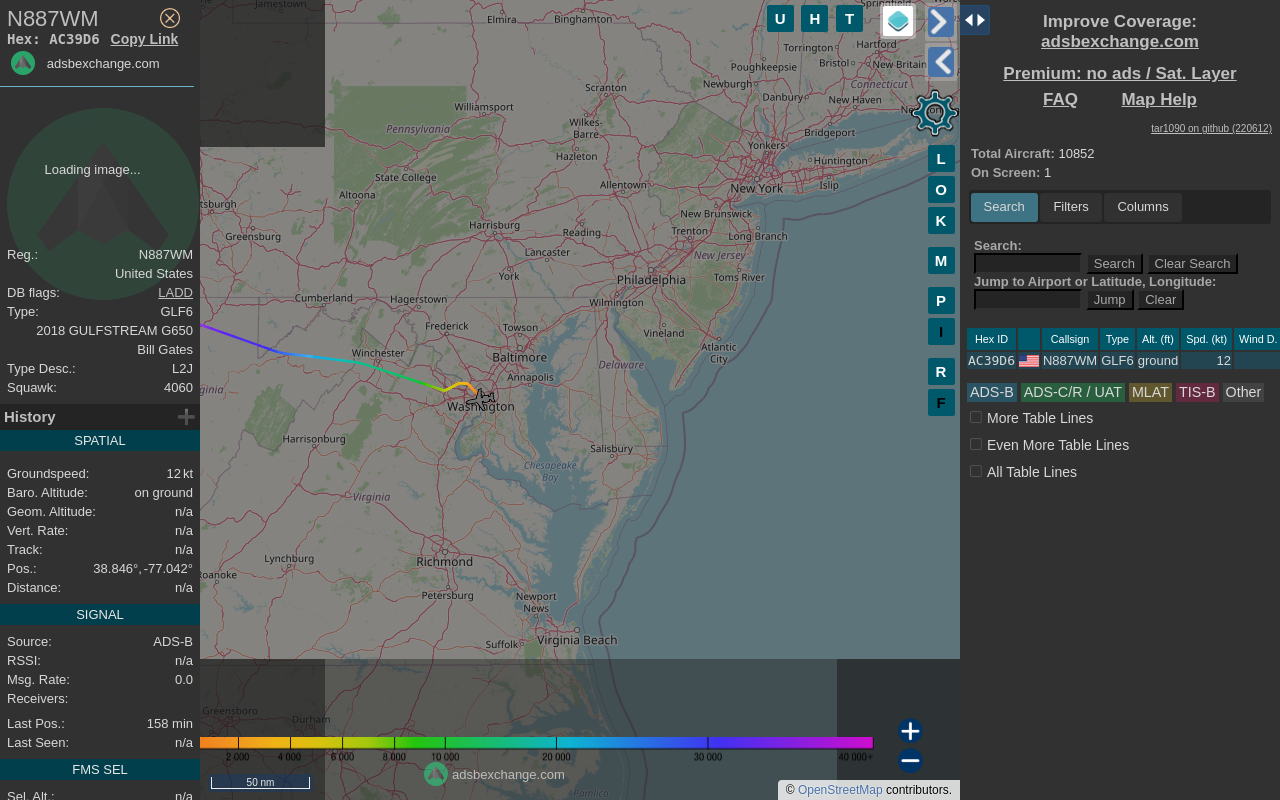 N887WM
Hex: AC39D6 Copy Link
adsbexchange.com
Loading image...
Reg.: N887WM
United States
DB flags: LADD
Type: GLF6
2018 GULFSTREAM G650
Bill Gates
Type Desc.: L2J
Squawk: 4060
History
SPATIAL
Groundspeed: 12 kt
Baro. Altitude: on ground
Geom. Altitude: n/a
Vert. Rate: n/a
Track: n/a
Pos.: 38.846°, -77.042°
Distance: n/a
SIGNAL
Source: ADS-B
RSSI: n/a
Msg. Rate: 0.0
Receivers:
Last Pos.: 158 min
Last Seen: n/a
FMS SEL
Sel. Alt.: n/a
Jamestown
Elmira
Binghamton
Springfield
Torrington
Hartford
Poughkeepsie
Bristol
New Britain
Newburgh
Connecticut
Scranton
Danbury
New Haven
Williamsport
Wilkes-
Barre
Pennsylvania
Bridgeport
Yonkers
Hazleton
Huntington
State College
Allentown
New York
Islip
Altoona
tsburgh
New Brunswick
Harrisburg
Reading
Trenton
Long Branch
Greensburg
Lancaster
New Jersey
York
Philadelphia
Toms River
Cumberland
Hagerstown
Wilmington
Frederick
Towson
Vineland
Atlantic
City
Winchester
Baltimore
Delaware
Annapolis
ginia
Washington
Harrisonburg
Salisbury
Chesapeake
Bay
Virginia
Lynchburg
Richmond
Roanoke
Petersburg
Newport
News
Suffolk
Virginia Beach
Greensboro
Durham
Pamlico
U H T
L
O
K
M
P
I
R
F
2 000 4 000 6 000 8 000 10 000 20 000 30 000 40 000+
50 nm
adsbexchange.com
© OpenStreetMap contributors.
Improve Coverage:
adsbexchange.com
Premium: no ads / Sat. Layer
FAQ Map Help
tar1090 on github (220612)
Total Aircraft: 10852
On Screen: 1
Search Filters Columns
Search:
Search Clear Search
Jump to Airport or Latitude, Longitude:
Jump Clear
Hex ID Callsign Type Alt. (ft) Spd. (kt) Wind D.
AC39D6 N887WM GLF6 ground 12
ADS-B ADS-C/R / UAT MLAT TIS-B Other
More Table Lines
Even More Table Lines
All Table Lines